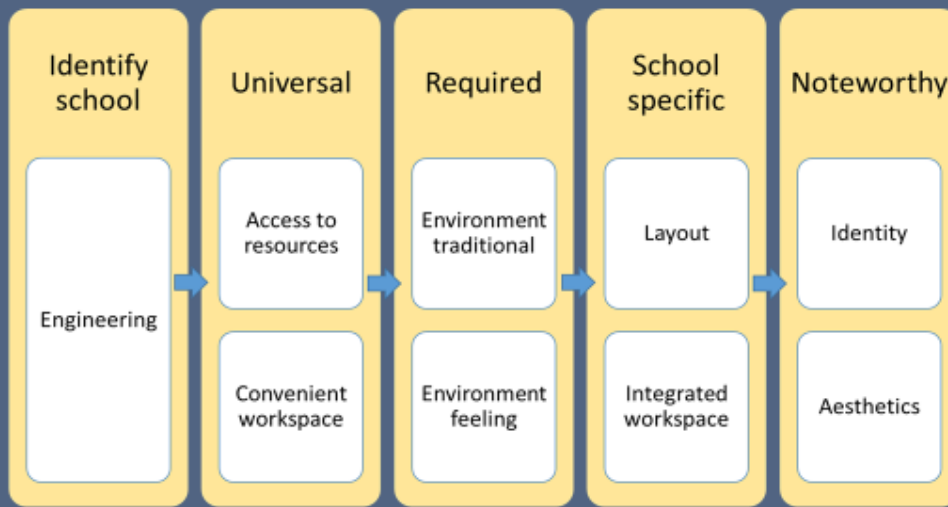 Identify
school
Engineering
Universal
Access to
resources
Convenient
workspace
Required
Environment
traditional
Environment
feeling
School
specific
Layout
Integrated
workspace
Noteworthy
Identity
Aesthetics